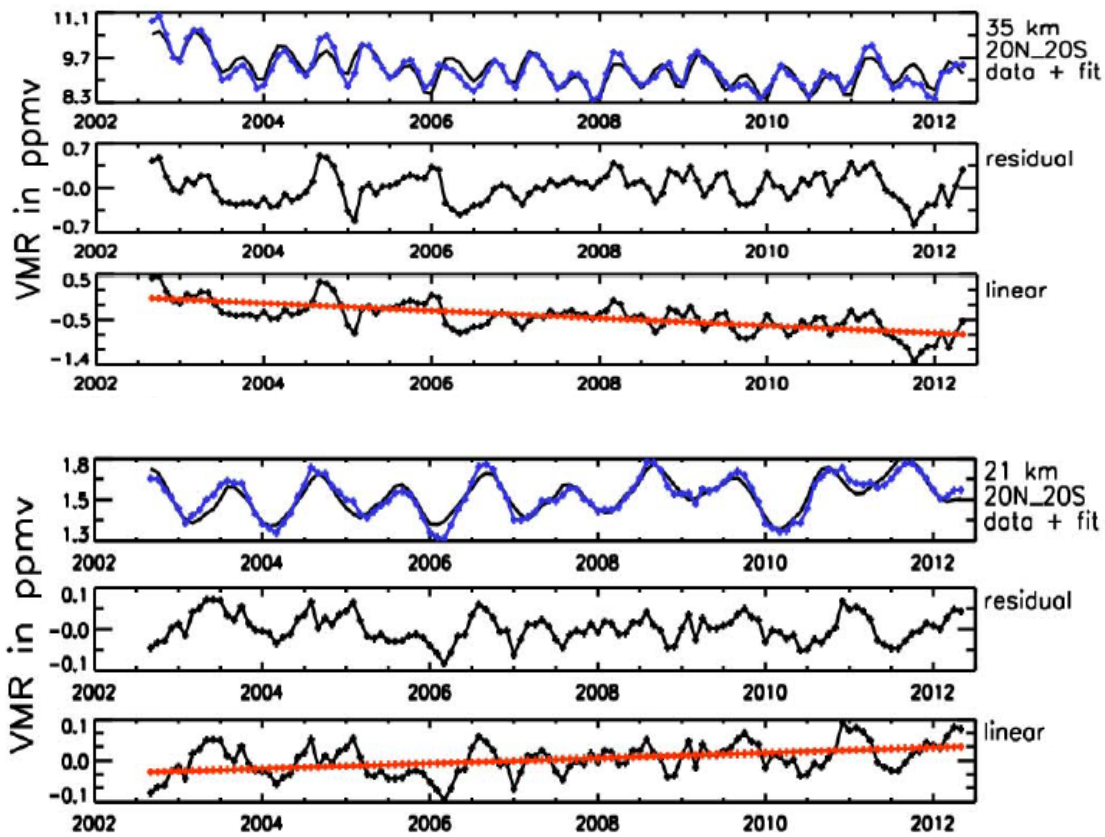 VMR in ppmv
11.1
9.7
8.3
35 km
20N_20S
data + fit
2002 2004 2006 2008 2010 2012
0.7
-0.0
-0.7
residual
2002 2004 2006 2008 2010 2012
0.5
-0.5
-1.4
linear
2002 2004 2006 2008 2010 2012
VMR in ppmv
1.8
1.5
1.3
21 km
20N_20S
data + fit
2002 2004 2006 2008 2010 2012
0.1
-0.0
-0.1
residual
2002 2004 2006 2008 2010 2012
0.1
0.0
-0.1
linear
2002 2004 2006 2008 2010 2012